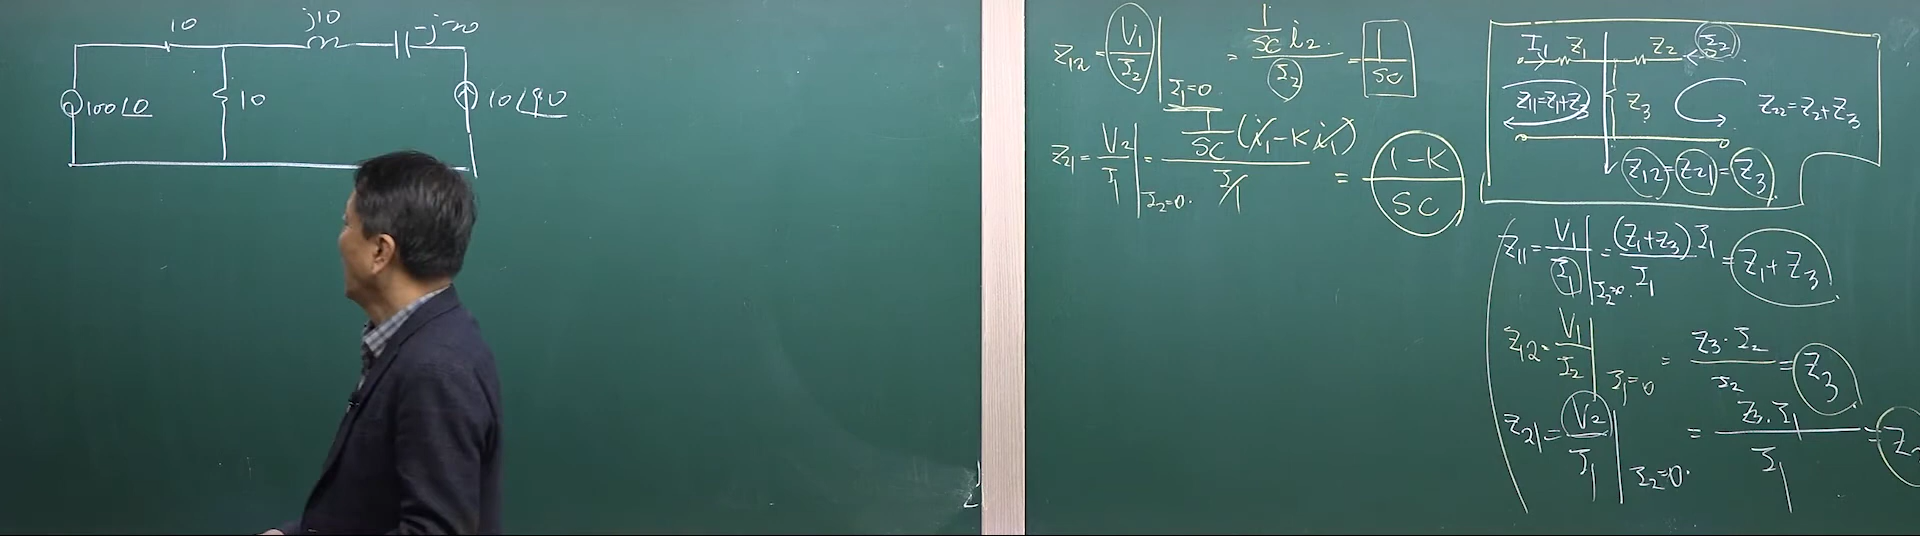 10
j10
-j20
100∠0
10
10∠90
Z12 = V1/I2 | I1=0 = (1/SC) i2 / I2 = 1/SC
Z21 = V2/I1 | I2=0. = (1/SC)(i1-Ki1) / I1 = (1-K)/SC
I1 Z1 Z2 I2
Z11=Z1+Z3 Z3 Z22=Z2+Z3
Z12=Z21=Z3
Z11 = V1/I1 | I2=0. = (Z1+Z3)I1 / I1 = Z1+Z3
Z12 = V1/I2 | I1=0 = Z3·I2 / I2 = Z3
Z21 = V2/I1 | I2=0. = Z3·I1 / I1 =